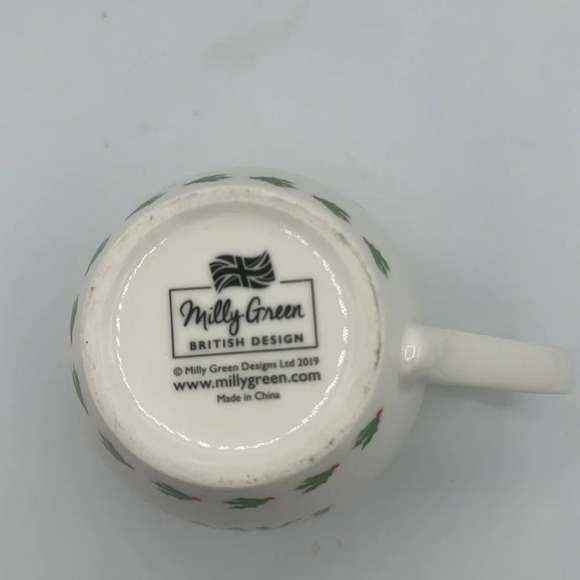 Milly Green
BRITISH DESIGN
© Milly Green Designs Ltd 2019
www.millygreen.com
Made in China